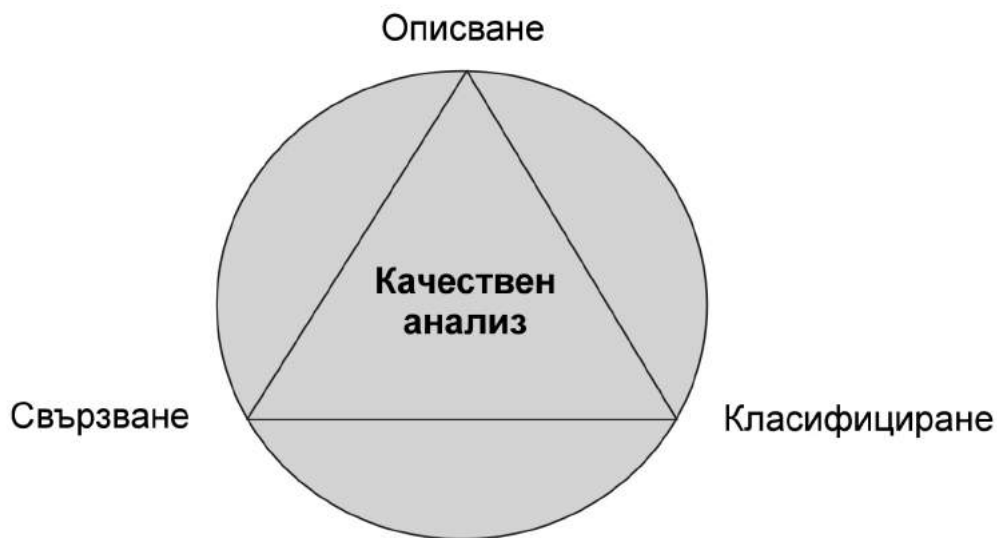 Описване
Качествен
анализ
Свързване
Класифициране